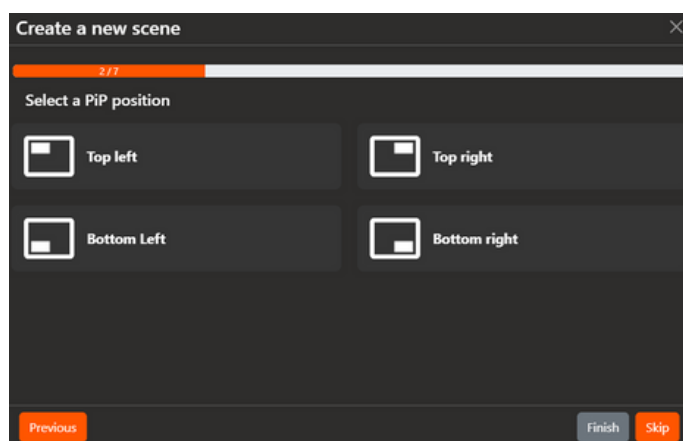 Create a new scene
2/7
Select a PiP position
Top left
Top right
Bottom Left
Bottom right
Previous
Finish
Skip